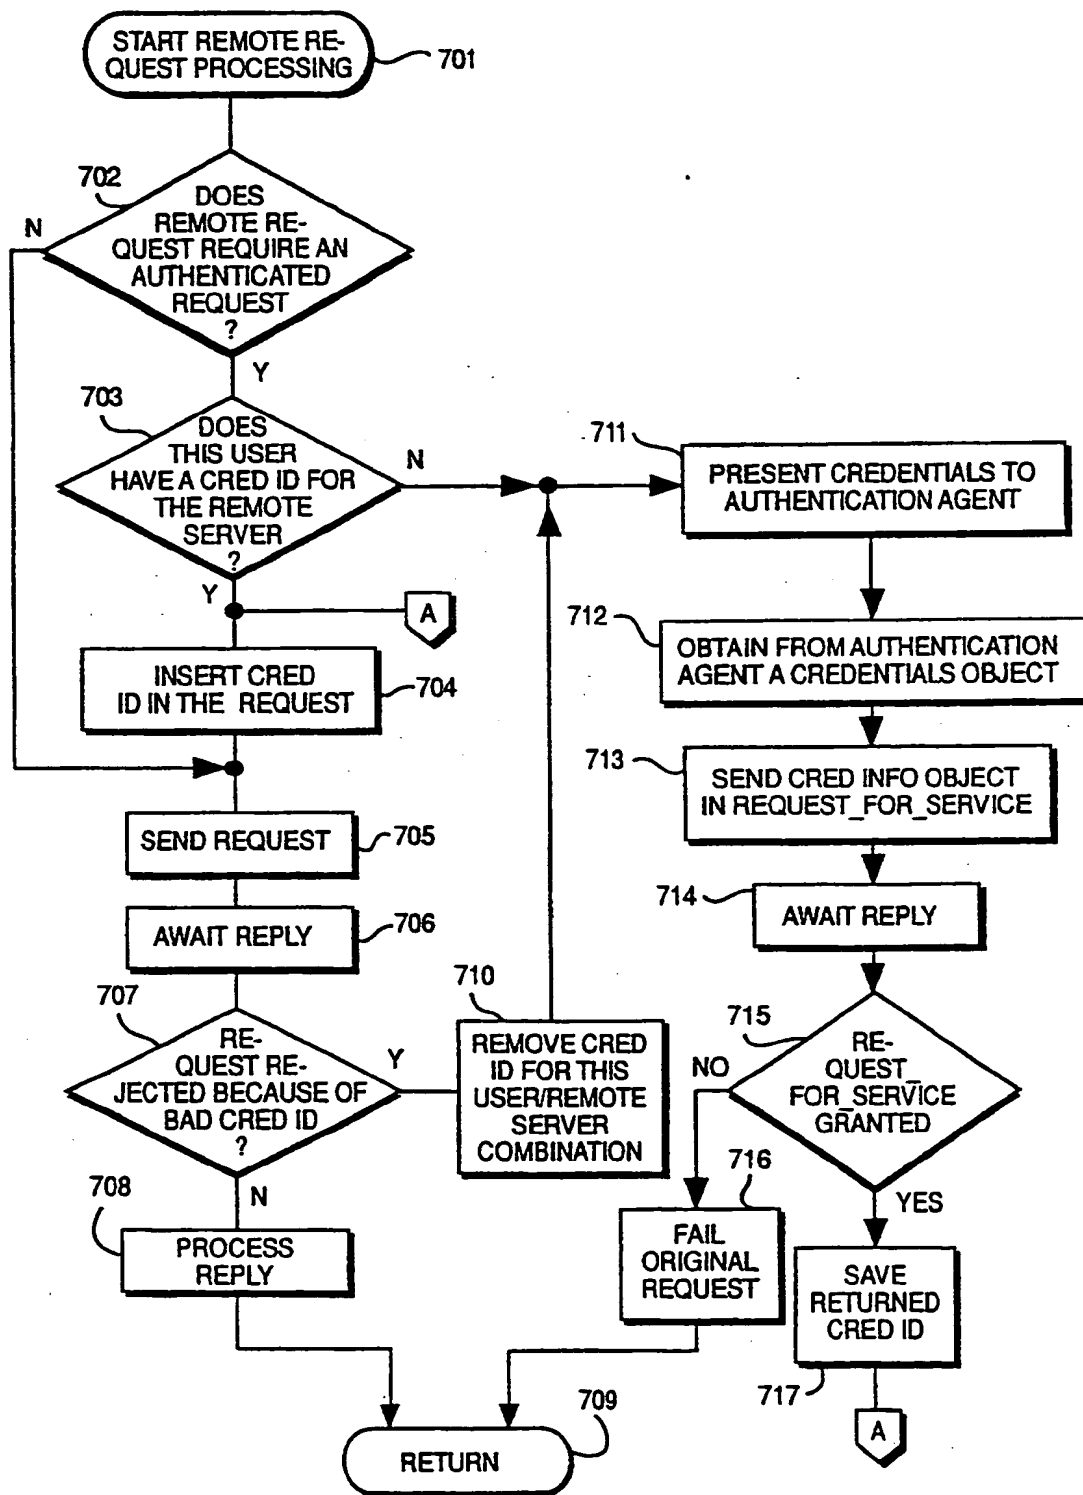 START REMOTE RE-
QUEST PROCESSING
701
702
DOES
REMOTE RE-
QUEST REQUIRE AN
AUTHENTICATED
REQUEST
?
N
Y
703
DOES
THIS USER
HAVE A CRED ID FOR
THE REMOTE
SERVER
?
N
Y
A
INSERT CRED
ID IN THE REQUEST
704
SEND REQUEST
705
AWAIT REPLY
706
707
RE-
QUEST RE-
JECTED BECAUSE OF
BAD CRED ID
?
Y
N
708
PROCESS
REPLY
710
REMOVE CRED
ID FOR THIS
USER/REMOTE
SERVER
COMBINATION
711
PRESENT CREDENTIALS TO
AUTHENTICATION AGENT
712
OBTAIN FROM AUTHENTICATION
AGENT A CREDENTIALS OBJECT
713
SEND CRED INFO OBJECT
IN REQUEST_FOR_SERVICE
714
AWAIT REPLY
715
RE-
QUEST_
FOR_SERVICE
GRANTED
NO
YES
716
FAIL
ORIGINAL
REQUEST
SAVE
RETURNED
CRED ID
717
A
709
RETURN